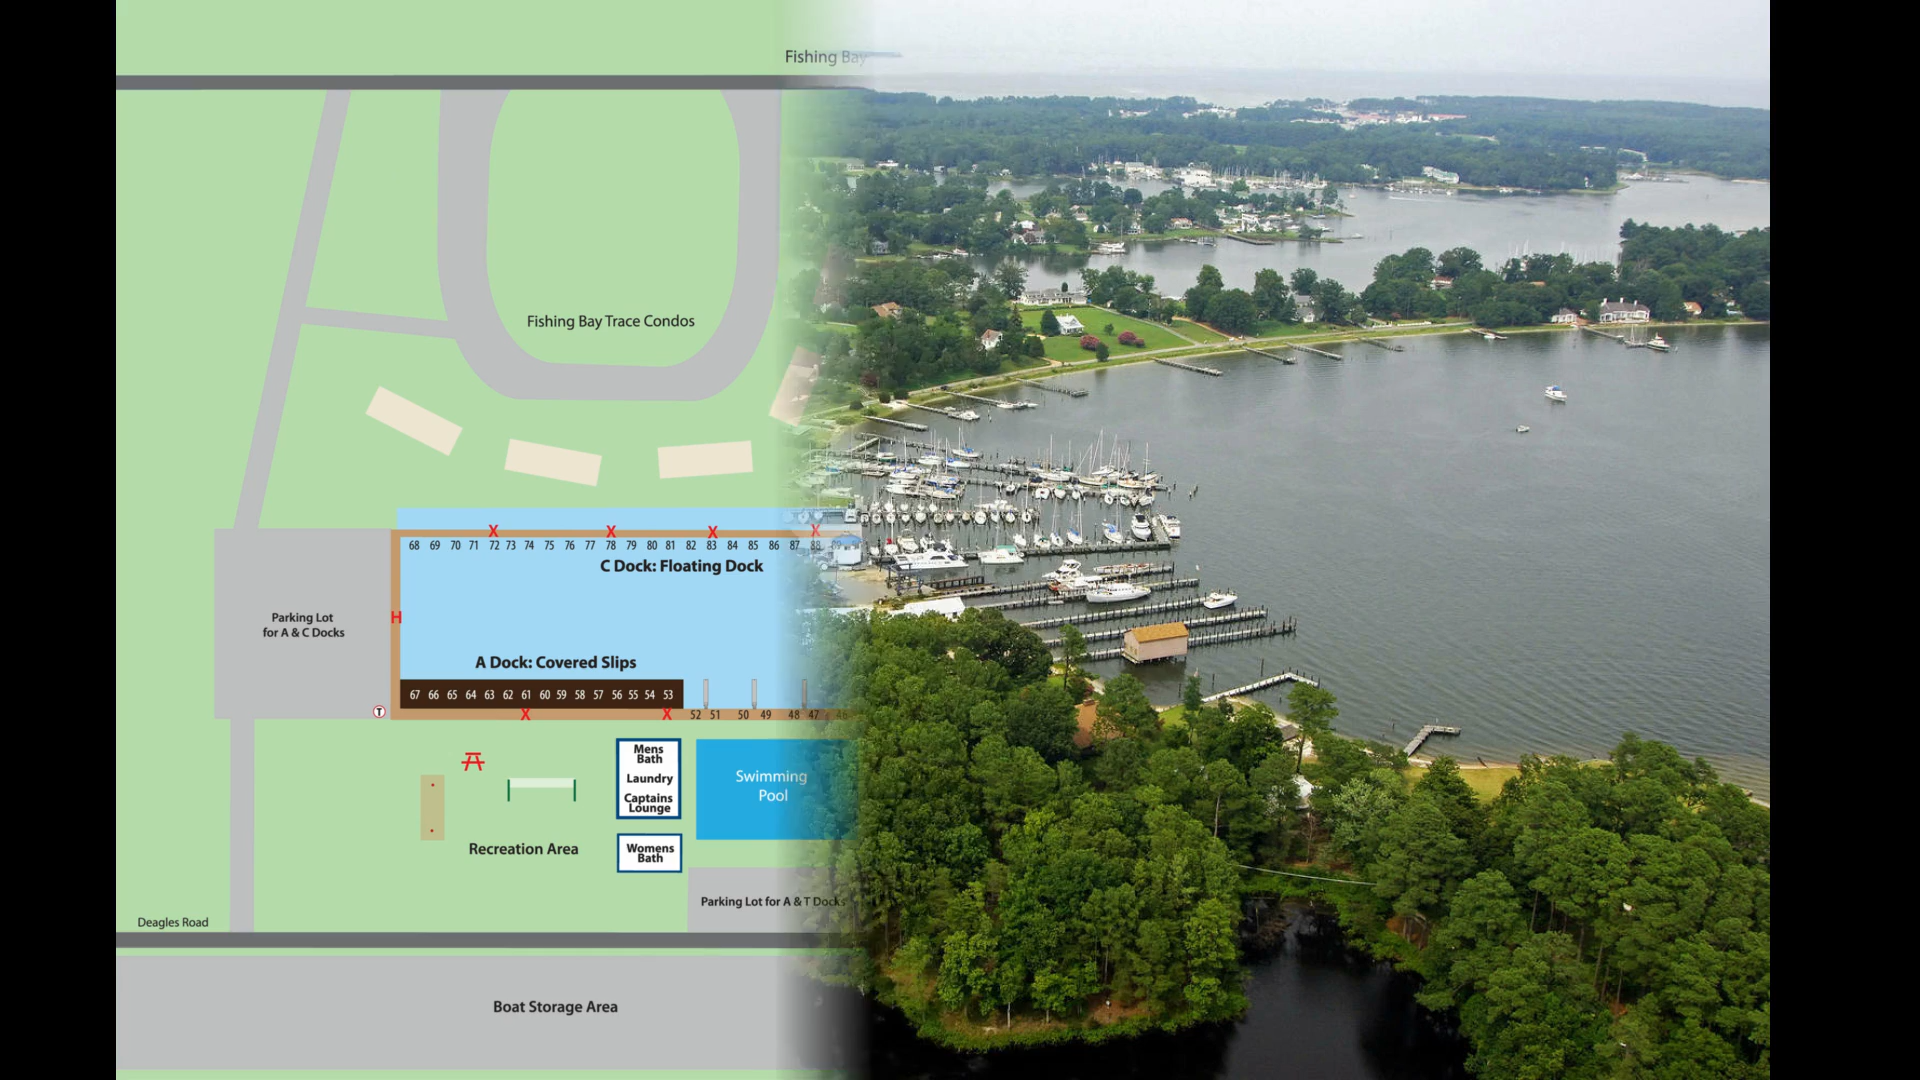 Fishing Bay
Fishing Bay Trace Condos
X X X X
68 69 70 71 72 73 74 75 76 77 78 79 80 81 82 83 84 85 86 87 88 89
C Dock: Floating Dock
H
Parking Lot
for A & C Docks
A Dock: Covered Slips
67 66 65 64 63 62 61 60 59 58 57 56 55 54 53
T
X X
52 51 50 49 48 47 46
Mens
Bath
Laundry
Captains
Lounge
Swimming
Pool
Recreation Area
Womens
Bath
Parking Lot for A & T Docks
Deagles Road
Boat Storage Area